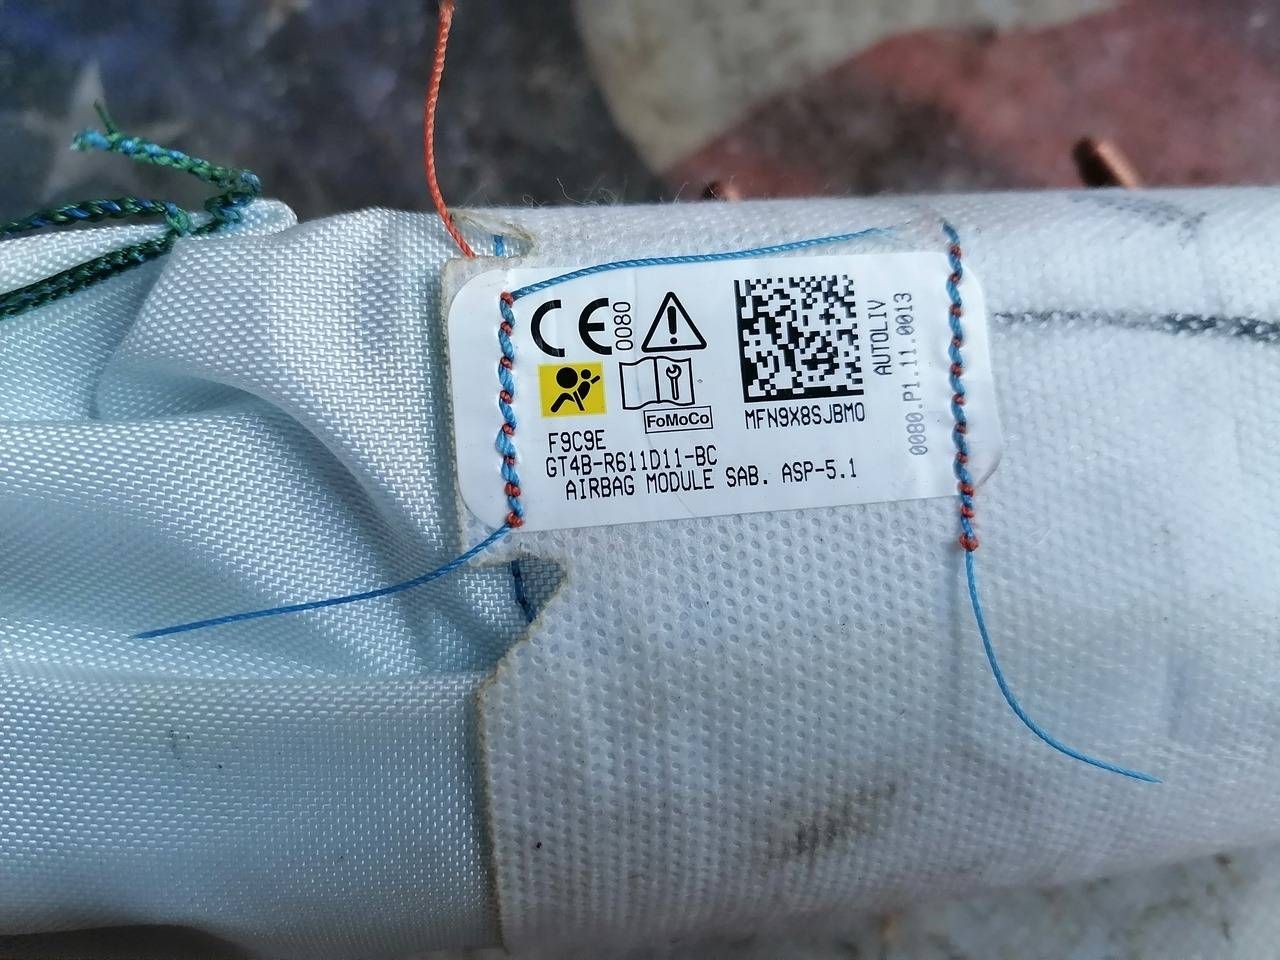 CE 0080
FoMoCo
F9C9E
GT4B-R611D11-BC
AIRBAG MODULE SAB. ASP-5.1
MFN9X8SJBM0
AUTOLIV
0080.P1.11.0013